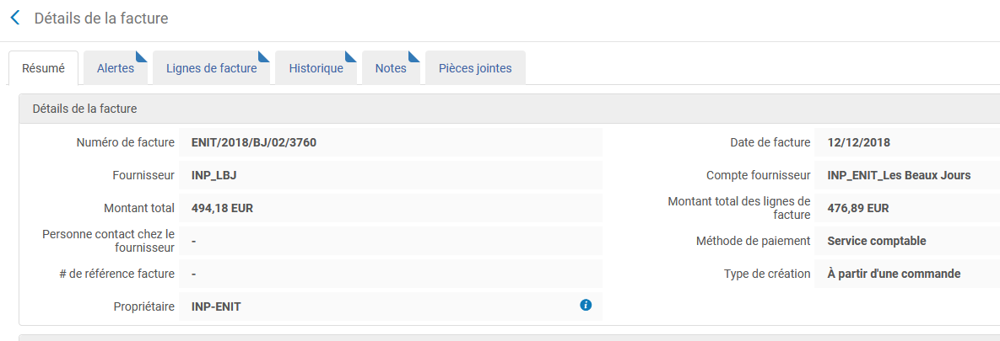 Détails de la facture
Résumé
Alertes
Lignes de facture
Historique
Notes
Pièces jointes
Détails de la facture
Numéro de facture ENIT/2018/BJ/02/3760
Date de facture 12/12/2018
Fournisseur INP_LBJ
Compte fournisseur INP_ENIT_Les Beaux Jours
Montant total 494,18 EUR
Montant total des lignes de
facture 476,89 EUR
Personne contact chez le
fournisseur -
Méthode de paiement Service comptable
# de référence facture -
Type de création À partir d'une commande
Propriétaire INP-ENIT